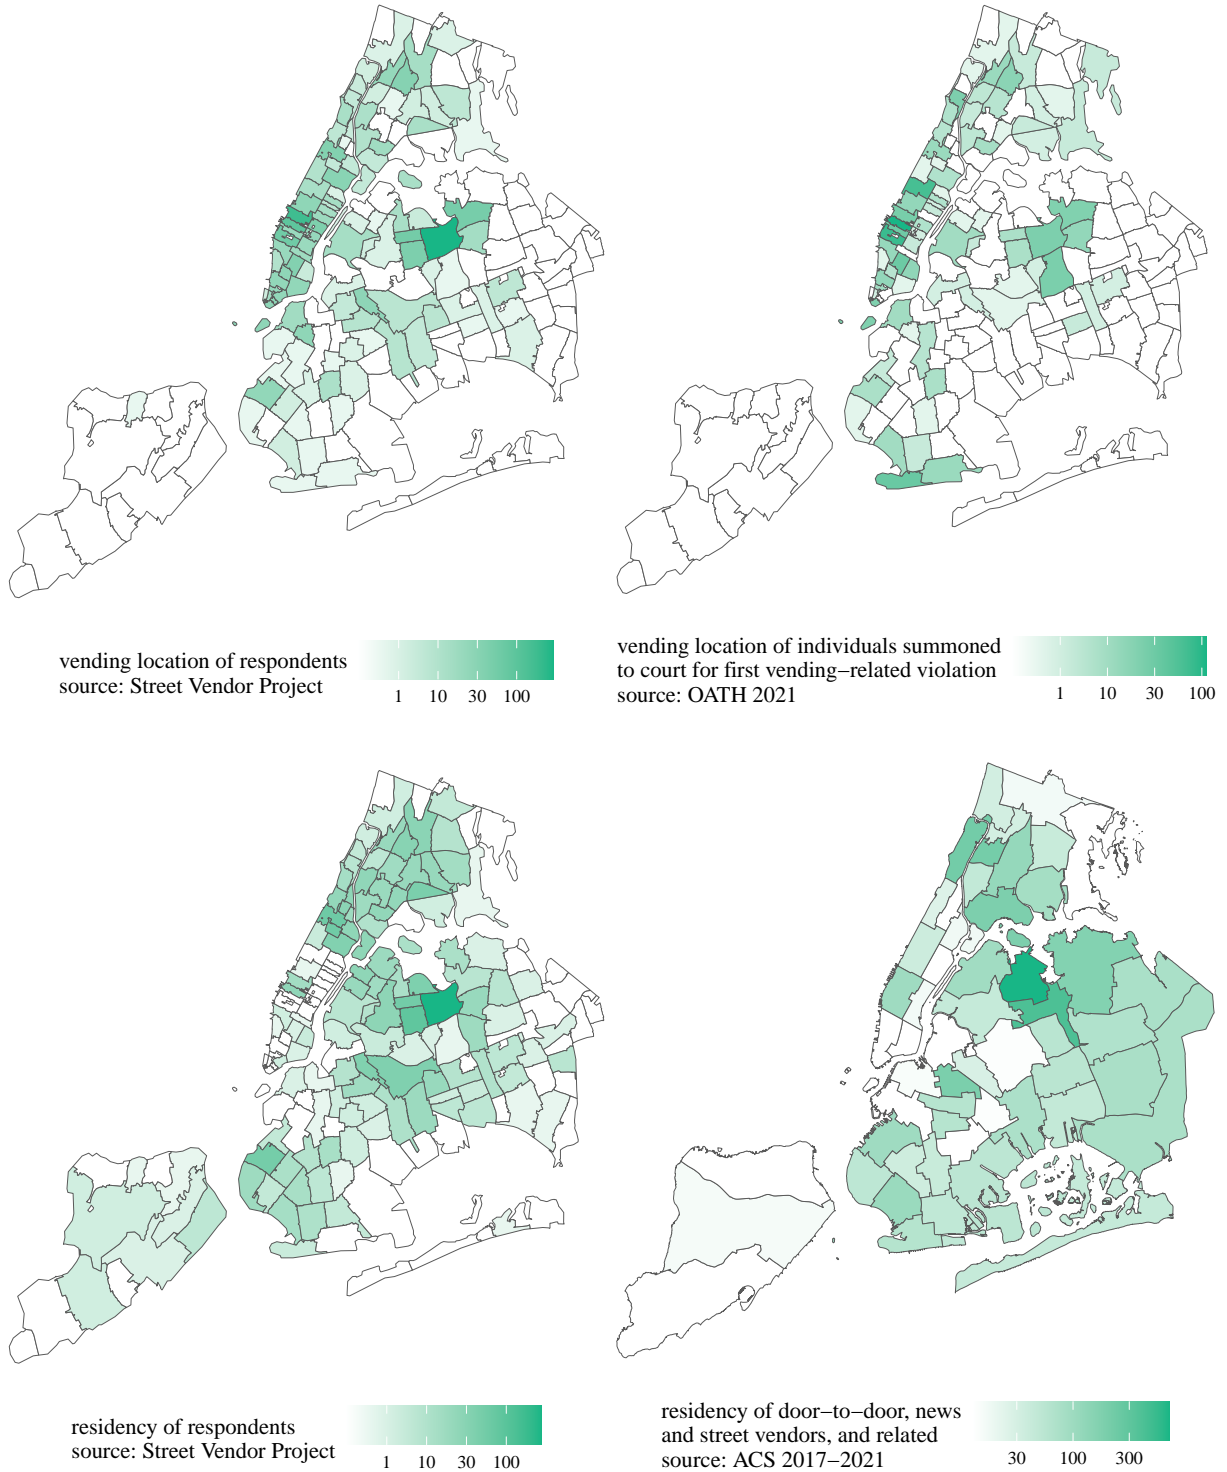 vending location of respondents
source: Street Vendor Project
1 10 30 100
vending location of individuals summoned
to court for first vending−related violation
source: OATH 2021
1 10 30 100
residency of respondents
source: Street Vendor Project
1 10 30 100
residency of door−to−door, news
and street vendors, and related
source: ACS 2017−2021
30 100 300